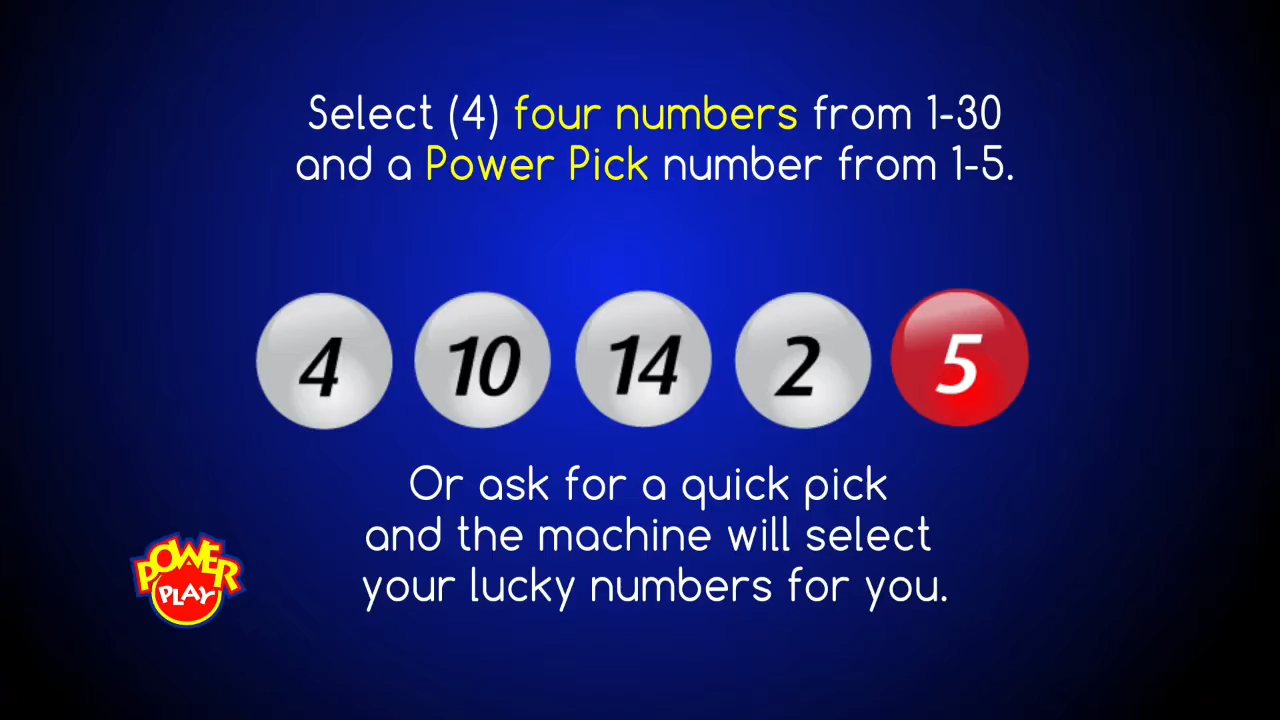 Select (4) four numbers from 1-30
and a Power Pick number from 1-5.
4 10 14 2 5
Or ask for a quick pick
and the machine will select
your lucky numbers for you.
POWER
PLAY